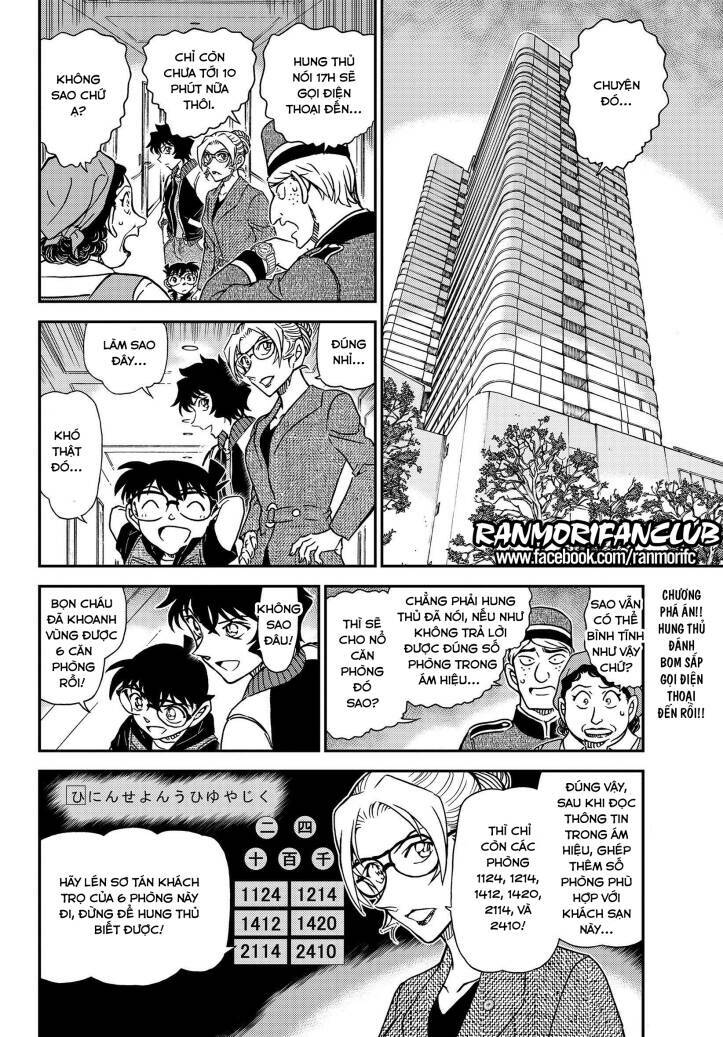 CHUYỆN
ĐÓ...
HUNG THỦ
NÓI 17H SẼ
GỌI ĐIỆN
THOẠI ĐẾN...
CHỈ CÒN
CHƯA TỚI 10
PHÚT NỮA
THÔI.
KHÔNG
SAO CHỨ
Ạ?
ĐÚNG
NHỈ...
LÀM SAO
ĐÂY...
KHÓ
THẬT
ĐÓ...
RANMORIFANCLUB
www.facebook.com/ranmorifc
CHƯƠNG
PHÁ ÁN!!
HUNG THỦ
ĐÁNH
BOM SẮP
GỌI ĐIỆN
THOẠI
ĐẾN RỒI!!
SAO VẪN
CÓ THỂ
BÌNH TĨNH
NHƯ VẬY
CHỨ?
CHẲNG PHẢI HUNG
THỦ ĐÃ NÓI, NẾU NHƯ
KHÔNG TRẢ LỜI
ĐƯỢC ĐÚNG SỐ
PHÒNG TRONG
ÁM HIỆU...
THÌ SẼ
CHO NỔ
CĂN
PHÒNG
ĐÓ SAO?
KHÔNG
SAO ĐÂU!
BỌN CHÁU
ĐÃ KHOANH
VÙNG ĐƯỢC
6 CĂN
PHÒNG
RỒI!
ĐÚNG VẬY,
SAU KHI ĐỌC
THÔNG TIN
TRONG ÁM
HIỆU, GHÉP
THÊM SỐ
PHÒNG PHÙ
HỢP VỚI
KHÁCH SẠN
NÀY...
THÌ CHỈ
CÒN CÁC
PHÒNG
1124, 1214,
1412, 1420,
2114, VÀ
2410!
ひにんせよんうひゆやじく
二 四
十 百 千
1124 1214
1412 1420
2114 2410
HÃY LÉN SƠ TÁN KHÁCH
TRỌ CỦA 6 PHÒNG NÀY
ĐI, ĐỪNG ĐỂ HUNG THỦ
BIẾT ĐƯỢC!